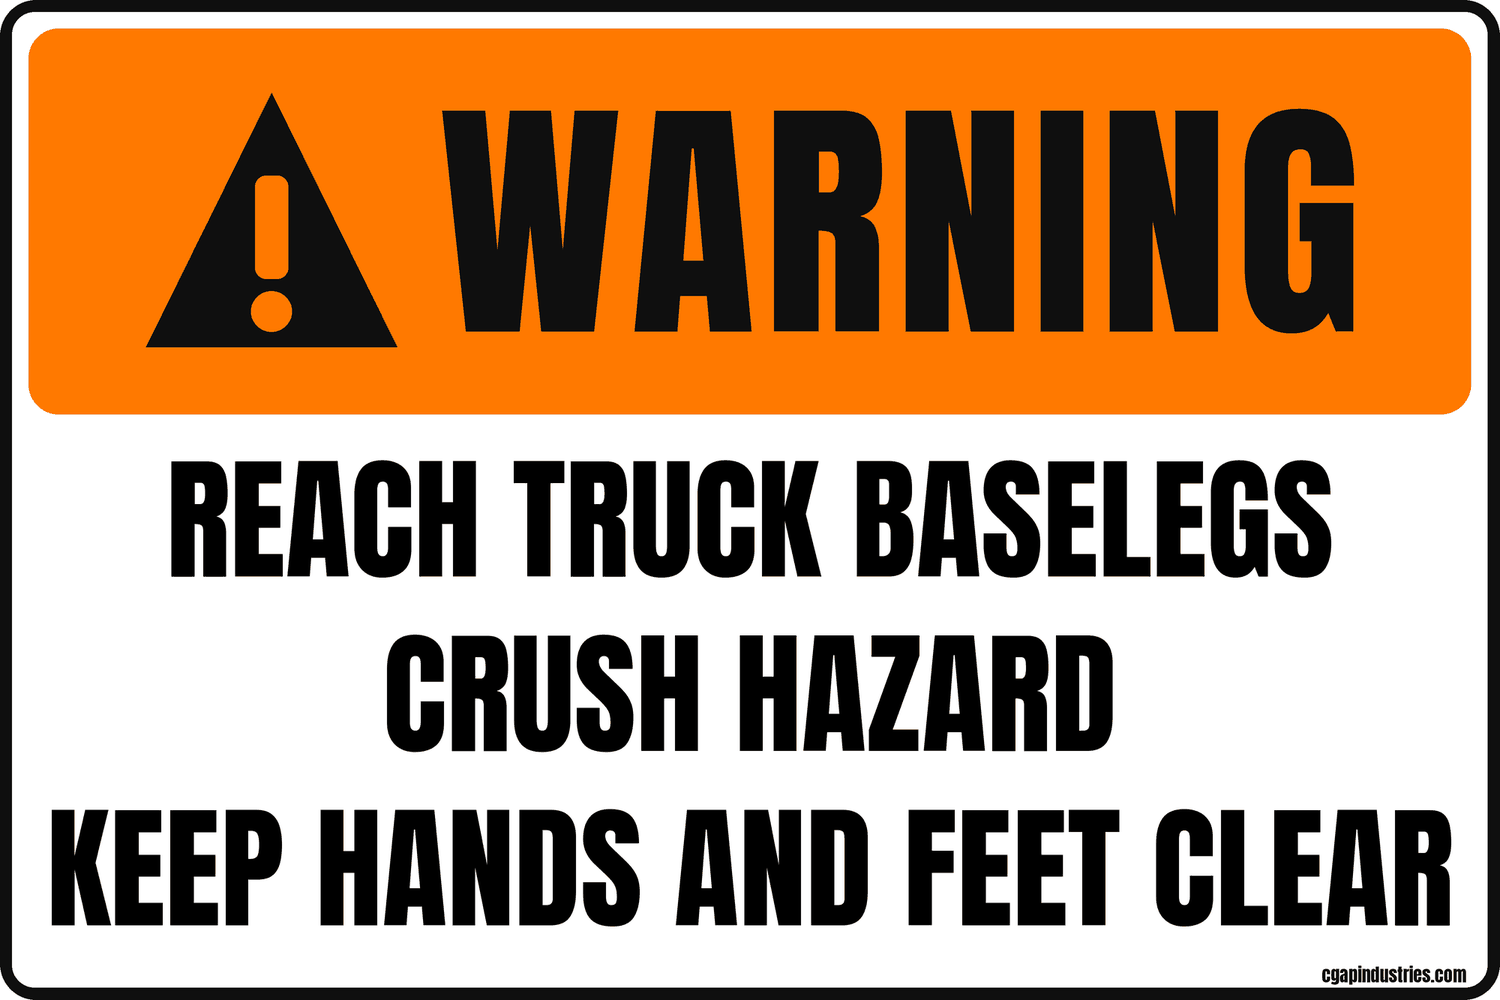 WARNING
REACH TRUCK BASELEGS
CRUSH HAZARD
KEEP HANDS AND FEET CLEAR
cgapindustries.com